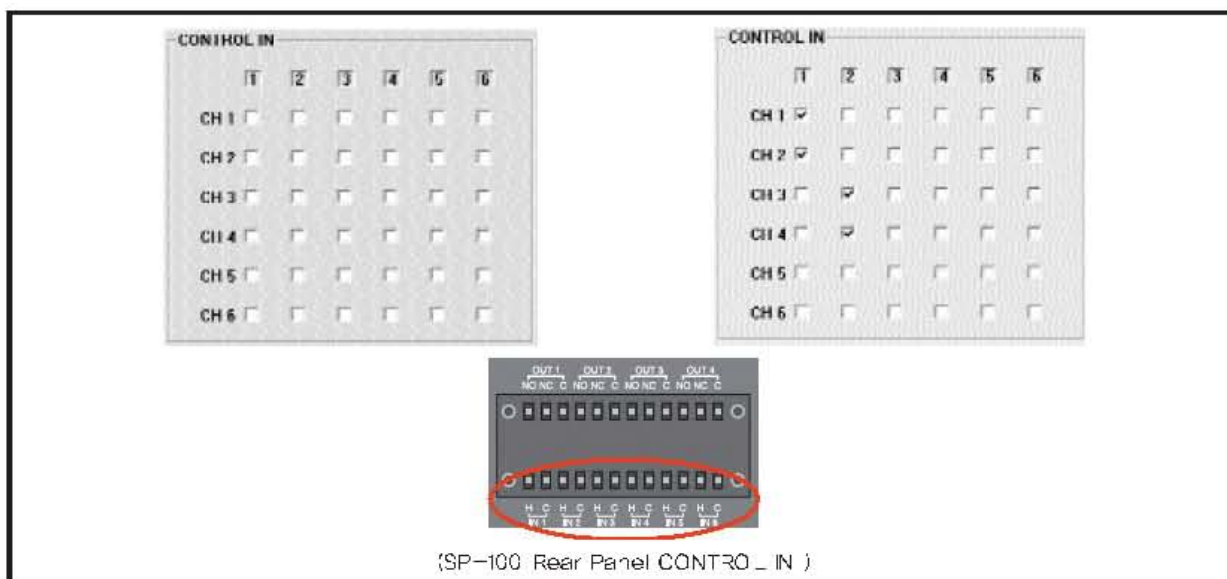 CONTROL IN
1 2 3 4 5 6
CH 1
CH 2
CH 3
CH 4
CH 5
CH 6
CONTROL IN
1 2 3 4 5 6
CH 1
CH 2
CH 3
CH 4
CH 5
CH 6
OUT 1 OUT 2 OUT 3 OUT 4
NO NC C NO NC C NO NC C NO NC C
H C H C H C H C H C H C
IN 1 IN 2 IN 3 IN 4 IN 5 IN 6
(SP-100 Rear Panel CONTROL IN )